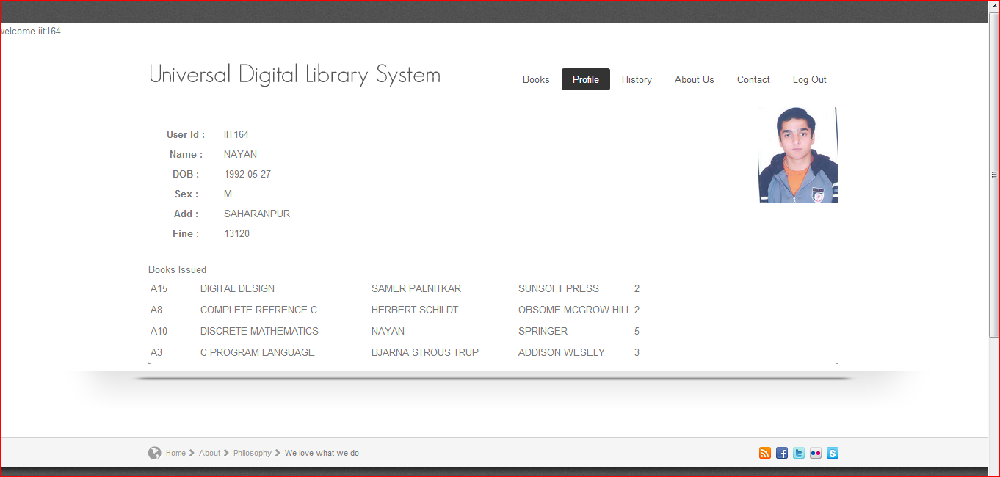 welcome iit164
Universal Digital Library System
Books Profile History About Us Contact Log Out
User Id : IIT164
Name : NAYAN
DOB : 1992-05-27
Sex : M
Add : SAHARANPUR
Fine : 13120
Books Issued
A15 DIGITAL DESIGN SAMER PALNITKAR SUNSOFT PRESS 2
A8 COMPLETE REFRENCE C HERBERT SCHILDT OBSOME MCGROW HILL 2
A10 DISCRETE MATHEMATICS NAYAN SPRINGER 5
A3 C PROGRAM LANGUAGE BJARNA STROUS TRUP ADDISON WESELY 3
Home About Philosophy We love what we do